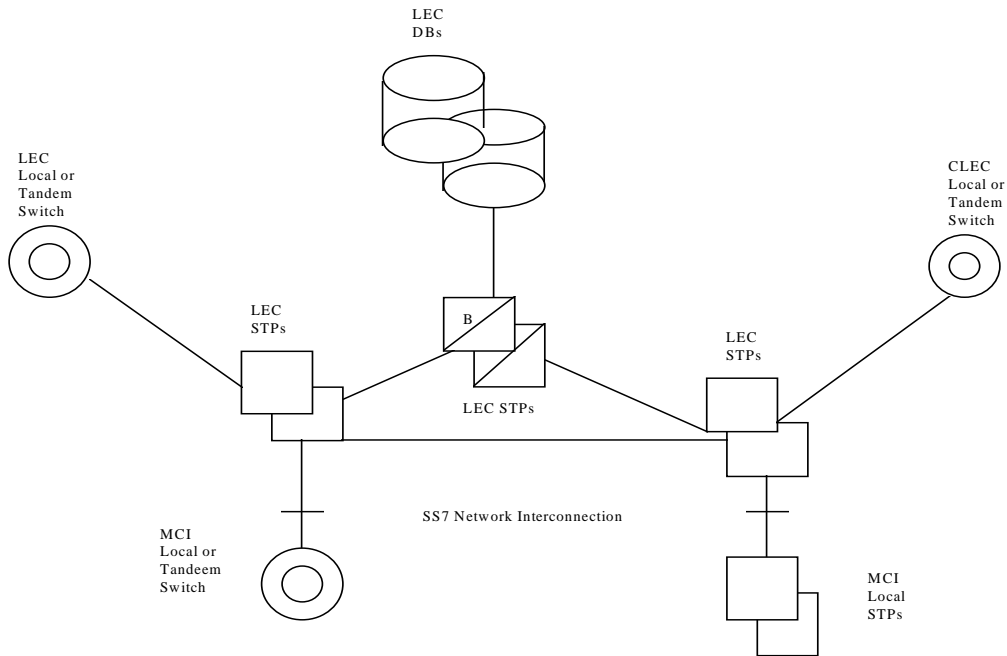 LEC
DBs
LEC
Local or
Tandem
Switch
CLEC
Local or
Tandem
Switch
LEC
STPs
B
LEC
STPs
LEC STPs
SS7 Network Interconnection
MCI
Local or
Tandeem
Switch
MCI
Local
STPs